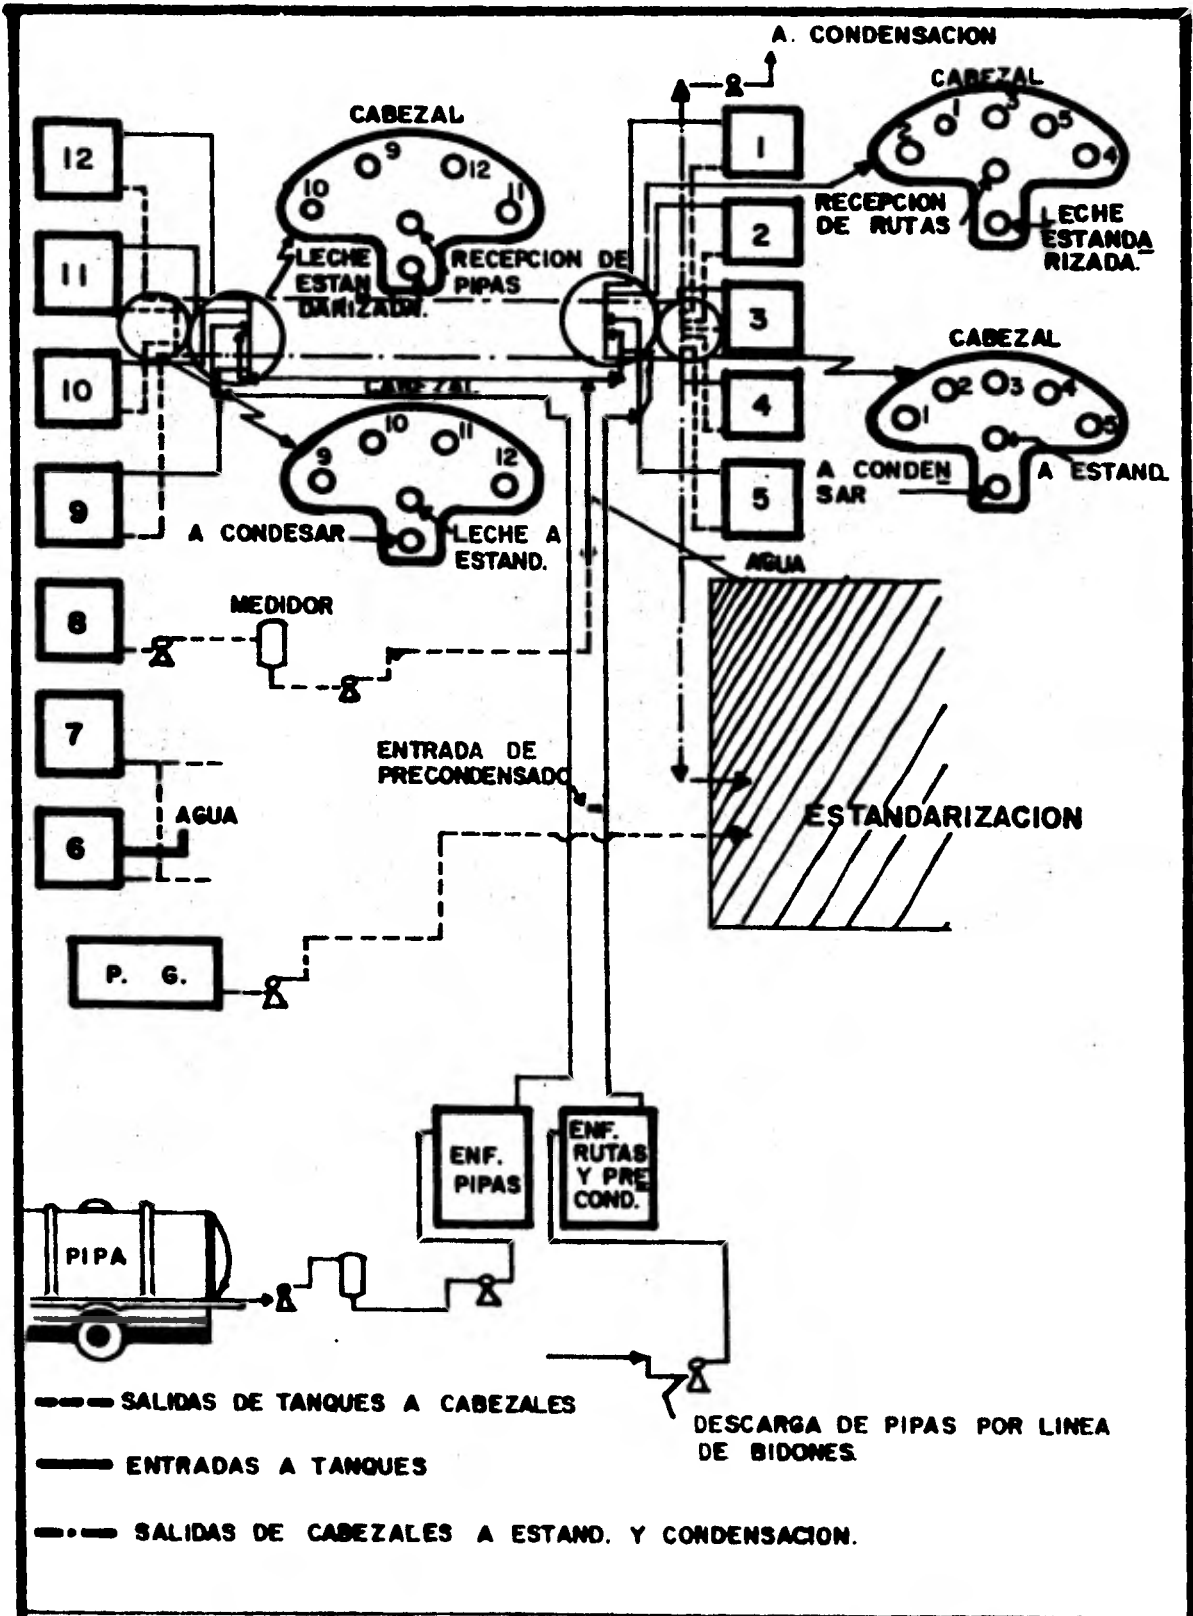 A. CONDENSACION
CABEZAL
2
1
3
5
4
RECEPCION
DE RUTAS
LECHE
ESTANDA
RIZADA.
CABEZAL
10
9
12
11
LECHE
ESTAN
DARIZADA.
RECEPCION DE
PIPAS
12
11
10
9
8
7
6
1
2
3
4
5
CABEZAL
1
2
3
4
5
A CONDEN
SAR
A ESTAND.
CABEZAL
9
10
11
12
A CONDESAR
LECHE A
ESTAND.
AGUA
MEDIDOR
ENTRADA DE
PRECONDENSADO
AGUA
ESTANDARIZACION
P. G.
ENF.
PIPAS
ENF.
RUTAS
Y PRE
COND.
PIPA
DESCARGA DE PIPAS POR LINEA
DE BIDONES.
SALIDAS DE TANQUES A CABEZALES
ENTRADAS A TANQUES
SALIDAS DE CABEZALES A ESTAND. Y CONDENSACION.